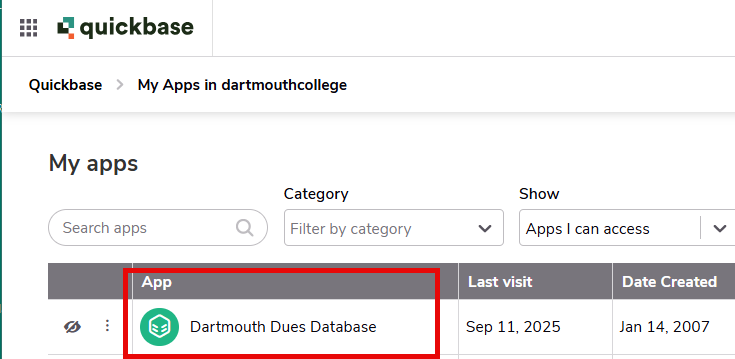 quickbase
Quickbase > My Apps in dartmouthcollege
My apps
Category
Show
Search apps
Filter by category
Apps I can access
App
Last visit
Date Created
Dartmouth Dues Database
Sep 11, 2025
Jan 14, 2007